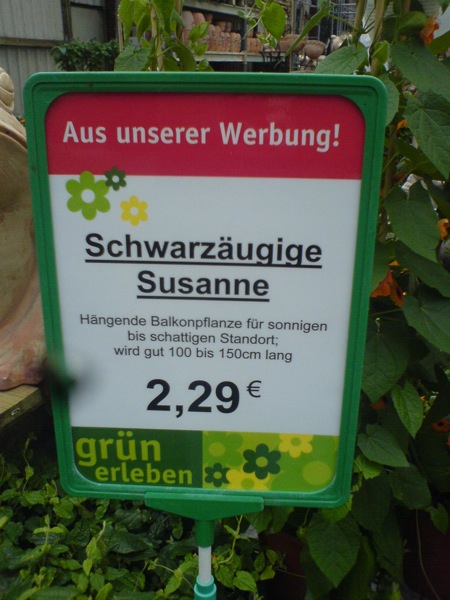 Aus unserer Werbung!
Schwarzäugige
Susanne
Hängende Balkonpflanze für sonnigen
bis schattigen Standort;
wird gut 100 bis 150cm lang
2,29 €
grün
erleben